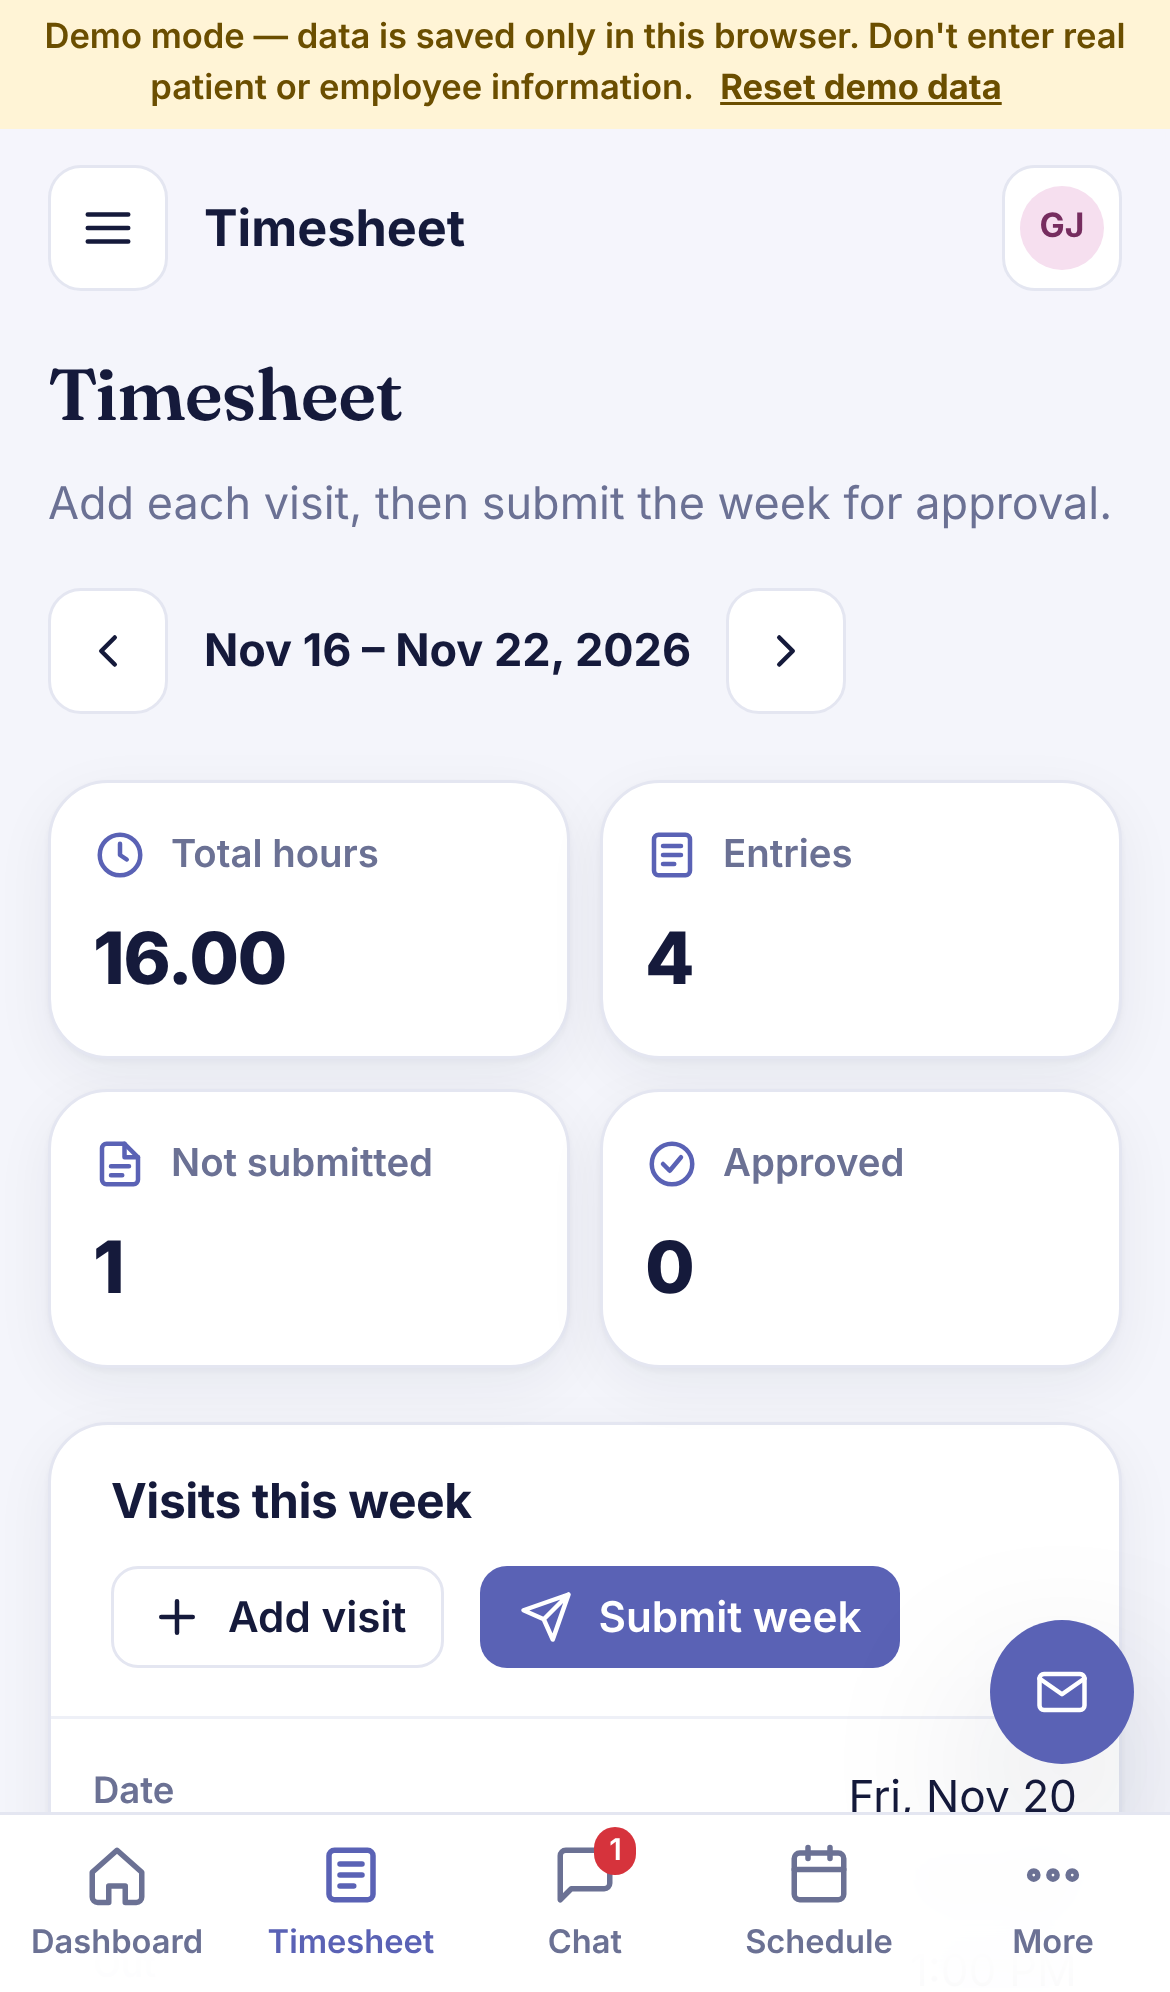 Demo mode — data is saved only in this browser. Don't enter real
patient or employee information. Reset demo data
Timesheet
GJ
Timesheet
Add each visit, then submit the week for approval.
Nov 16 – Nov 22, 2026
Total hours
16.00
Entries
4
Not submitted
1
Approved
0
Visits this week
Add visit
Submit week
Date
Fri, Nov 20
1
Dashboard
Timesheet
Chat
Schedule
More